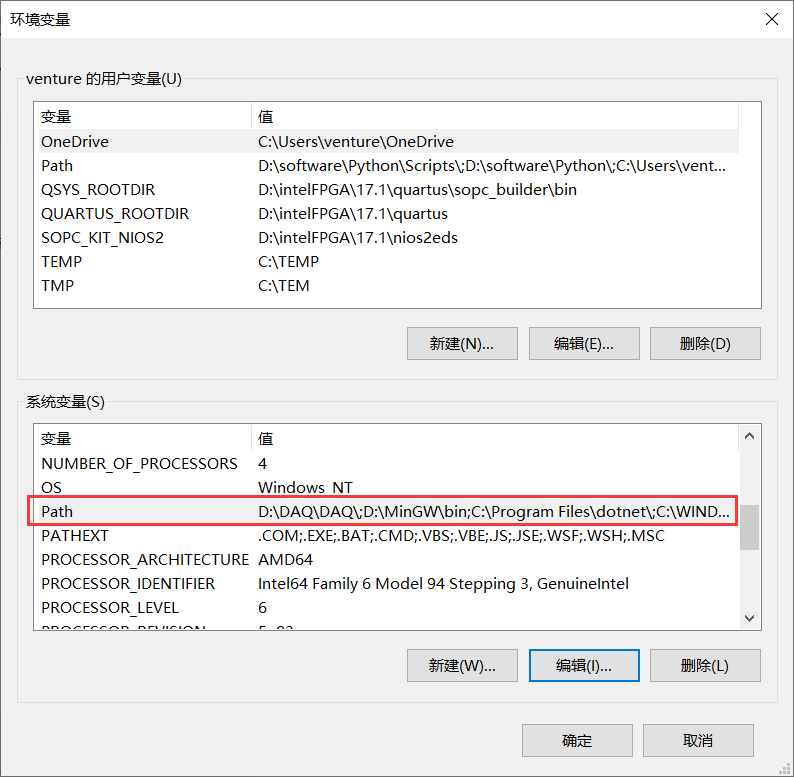 环境变量
venture 的用户变量(U)
变量 值
OneDrive C:\Users\venture\OneDrive
Path D:\software\Python\Scripts\;D:\software\Python\;C:\Users\vent...
QSYS_ROOTDIR D:\intelFPGA\17.1\quartus\sopc_builder\bin
QUARTUS_ROOTDIR D:\intelFPGA\17.1\quartus
SOPC_KIT_NIOS2 D:\intelFPGA\17.1\nios2eds
TEMP C:\TEMP
TMP C:\TEM
新建(N)... 编辑(E)... 删除(D)
系统变量(S)
变量 值
NUMBER_OF_PROCESSORS 4
OS Windows_NT
Path D:\DAQ\DAQ\;D:\MinGW\bin;C:\Program Files\dotnet\;C:\WIND...
PATHEXT .COM;.EXE;.BAT;.CMD;.VBS;.VBE;.JS;.JSE;.WSF;.WSH;.MSC
PROCESSOR_ARCHITECTURE AMD64
PROCESSOR_IDENTIFIER Intel64 Family 6 Model 94 Stepping 3, GenuineIntel
PROCESSOR_LEVEL 6
PROCESSOR_REVISION
新建(W)... 编辑(I)... 删除(L)
确定 取消